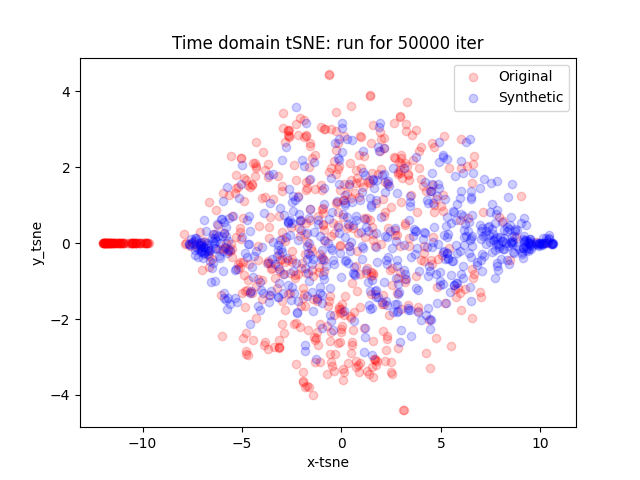 Time domain tSNE: run for 50000 iter
Original
Synthetic
4
2
0
−2
−4
y_tsne
−10
−5
0
5
10
x-tsne